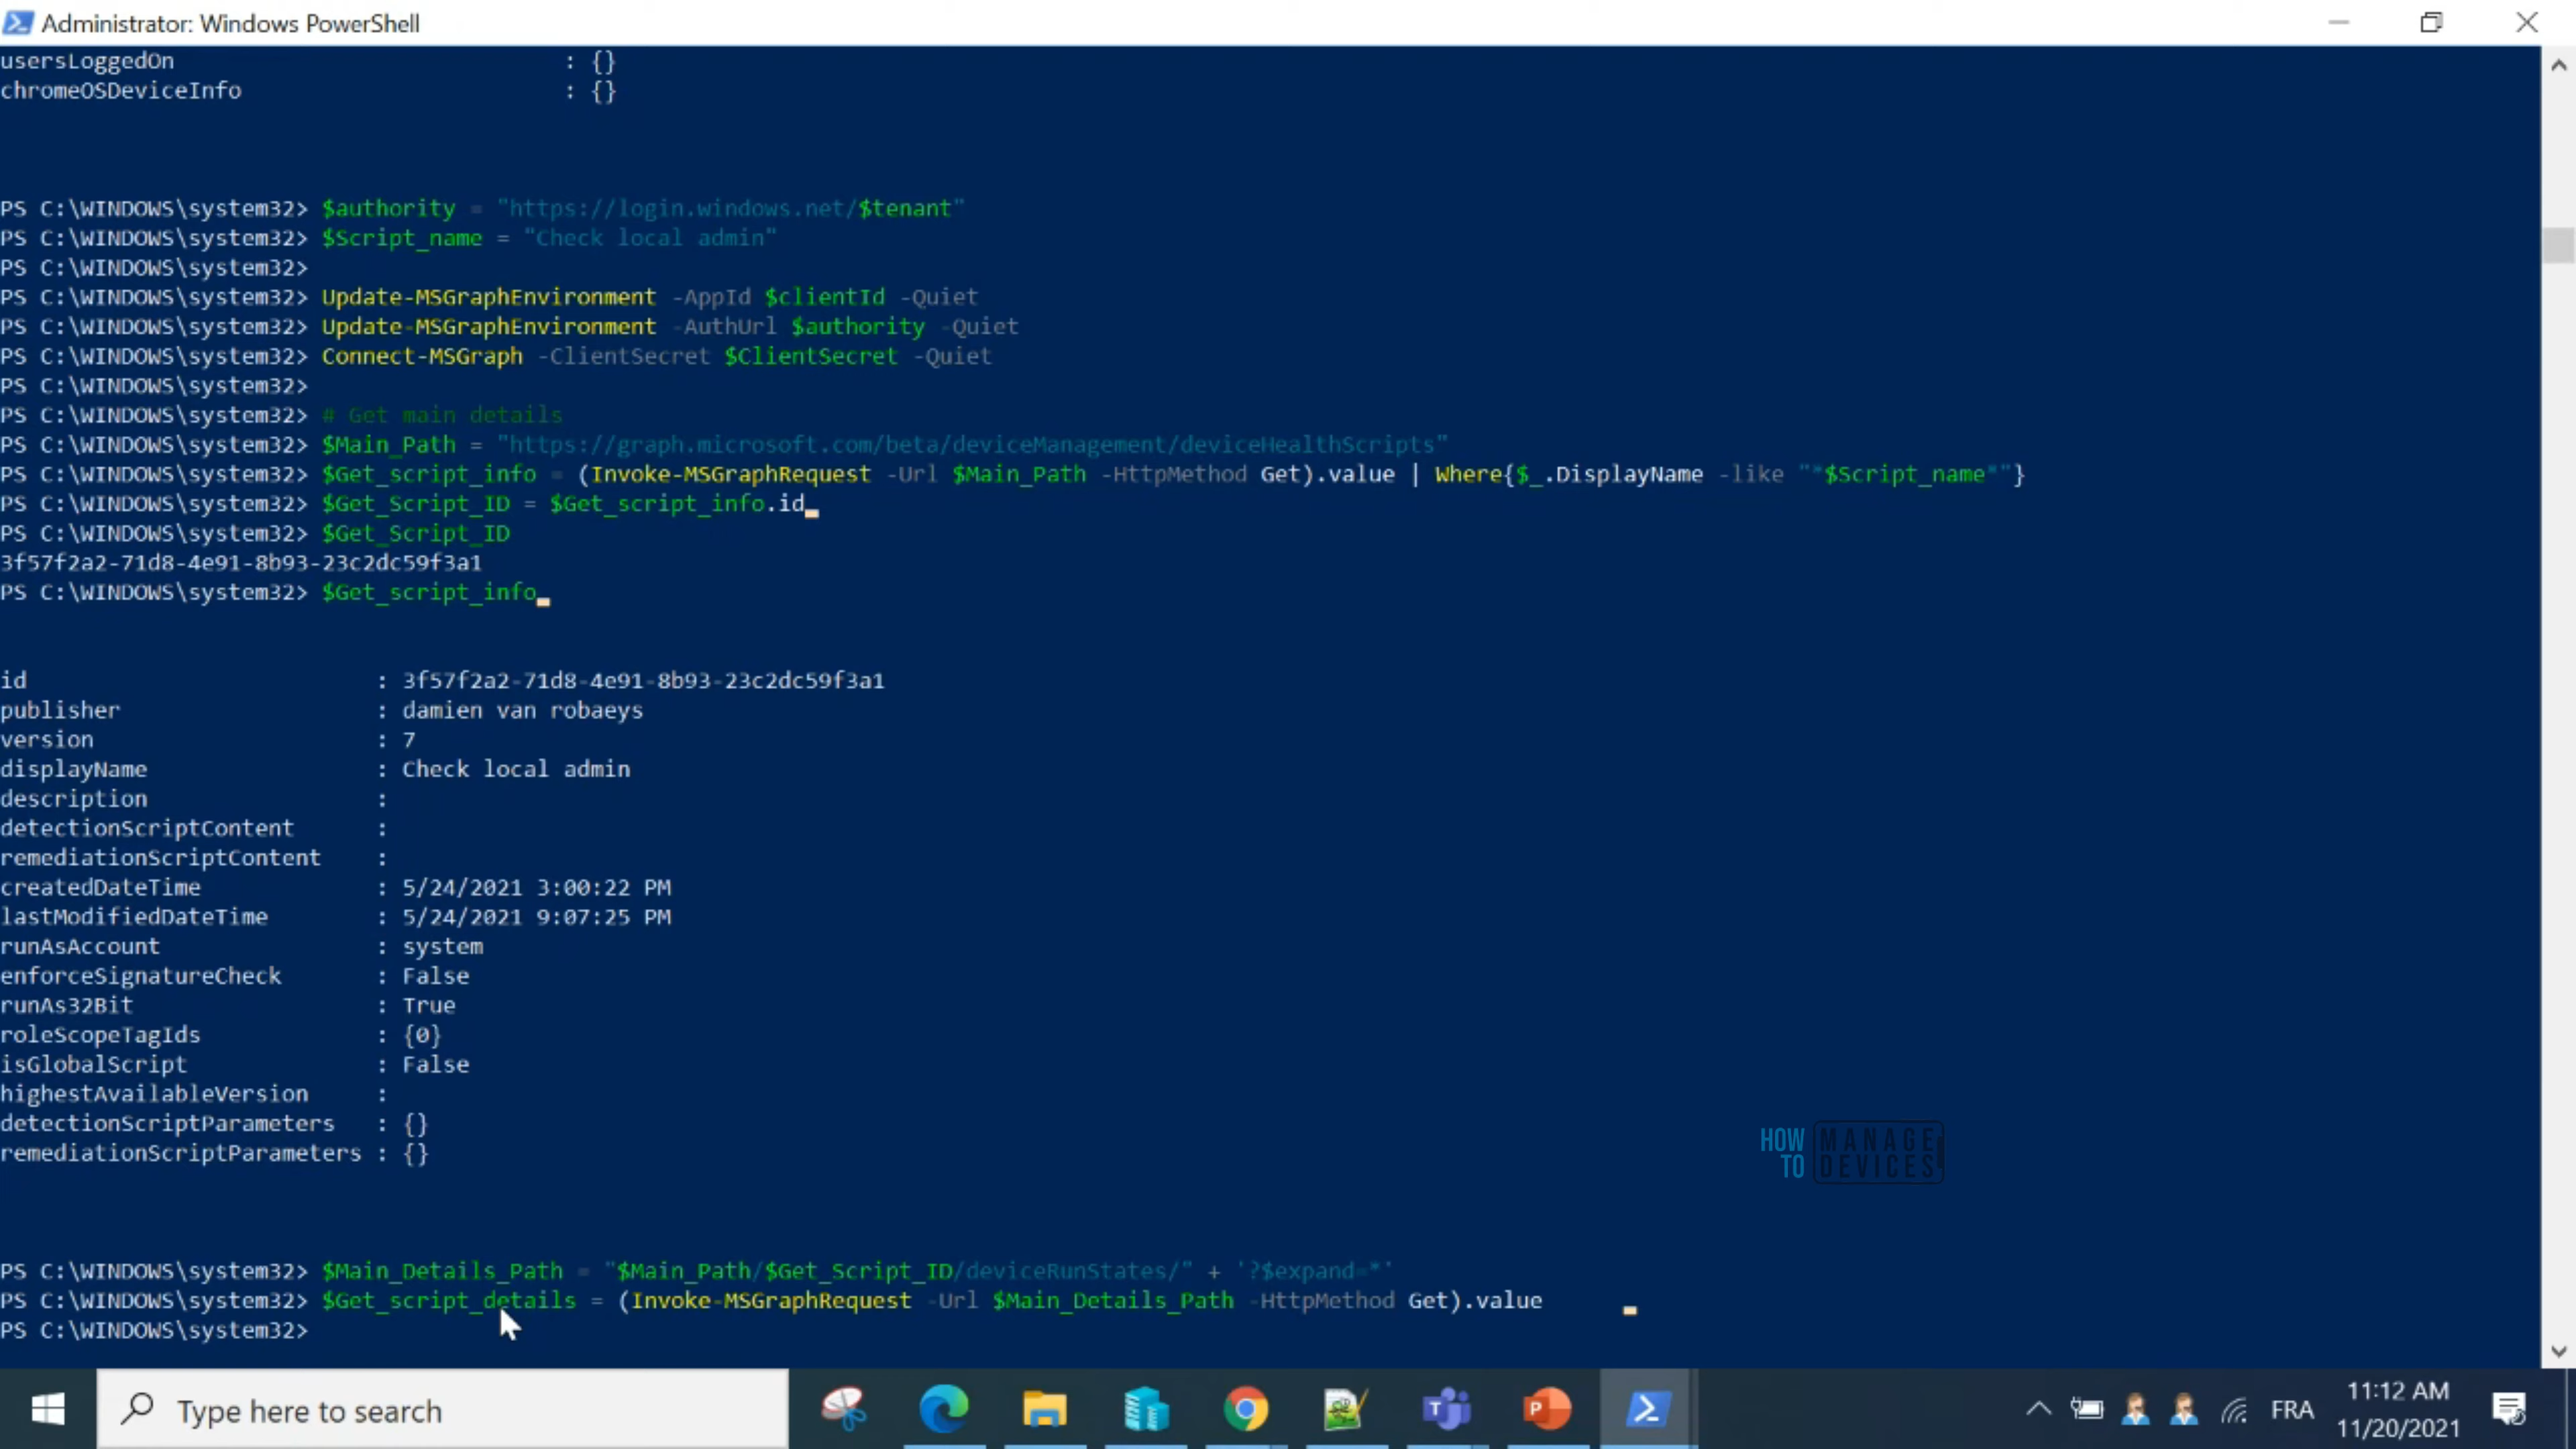 Administrator: Windows PowerShell
usersLoggedOn : {}
chromeOSDeviceInfo : {}
PS C:\WINDOWS\system32> $authority = "https://login.windows.net/$tenant"
PS C:\WINDOWS\system32> $Script_name = "Check local admin"
PS C:\WINDOWS\system32>
PS C:\WINDOWS\system32> Update-MSGraphEnvironment -AppId $clientId -Quiet
PS C:\WINDOWS\system32> Update-MSGraphEnvironment -AuthUrl $authority -Quiet
PS C:\WINDOWS\system32> Connect-MSGraph -ClientSecret $ClientSecret -Quiet
PS C:\WINDOWS\system32>
PS C:\WINDOWS\system32> # Get main details
PS C:\WINDOWS\system32> $Main_Path = "https://graph.microsoft.com/beta/deviceManagement/deviceHealthScripts"
PS C:\WINDOWS\system32> $Get_script_info = (Invoke-MSGraphRequest -Url $Main_Path -HttpMethod Get).value | Where{$_.DisplayName -like "*$Script_name*"}
PS C:\WINDOWS\system32> $Get_Script_ID = $Get_script_info.id
PS C:\WINDOWS\system32> $Get_Script_ID
3f57f2a2-71d8-4e91-8b93-23c2dc59f3a1
PS C:\WINDOWS\system32> $Get_script_info
id : 3f57f2a2-71d8-4e91-8b93-23c2dc59f3a1
publisher : damien van robaeys
version : 7
displayName : Check local admin
description :
detectionScriptContent :
remediationScriptContent :
createdDateTime : 5/24/2021 3:00:22 PM
lastModifiedDateTime : 5/24/2021 9:07:25 PM
runAsAccount : system
enforceSignatureCheck : False
runAs32Bit : True
roleScopeTagIds : {0}
isGlobalScript : False
highestAvailableVersion :
detectionScriptParameters : {}
remediationScriptParameters : {}
HOW TO MANAGE DEVICES
PS C:\WINDOWS\system32> $Main_Details_Path = "$Main_Path/$Get_Script_ID/deviceRunStates/" + '?$expand=*'
PS C:\WINDOWS\system32> $Get_script_details = (Invoke-MSGraphRequest -Url $Main_Details_Path -HttpMethod Get).value
PS C:\WINDOWS\system32>
Type here to search
FRA
11:12 AM
11/20/2021